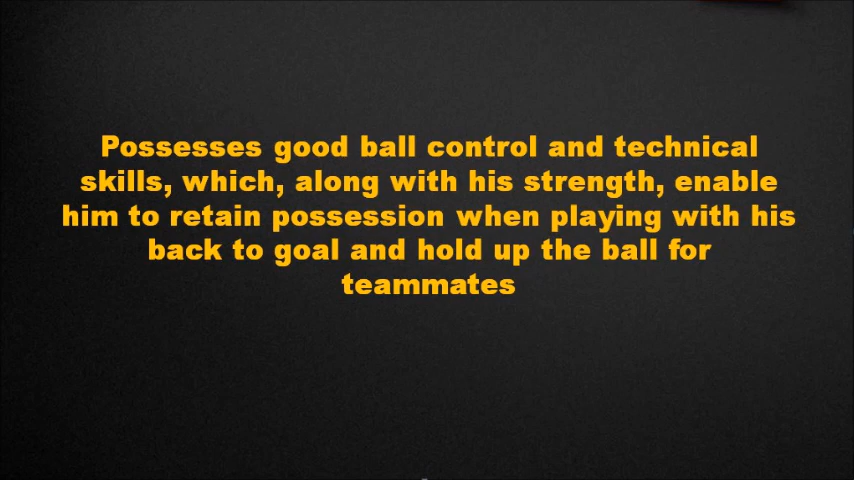 Possesses good ball control and technical
skills, which, along with his strength, enable
him to retain possession when playing with his
back to goal and hold up the ball for
teammates